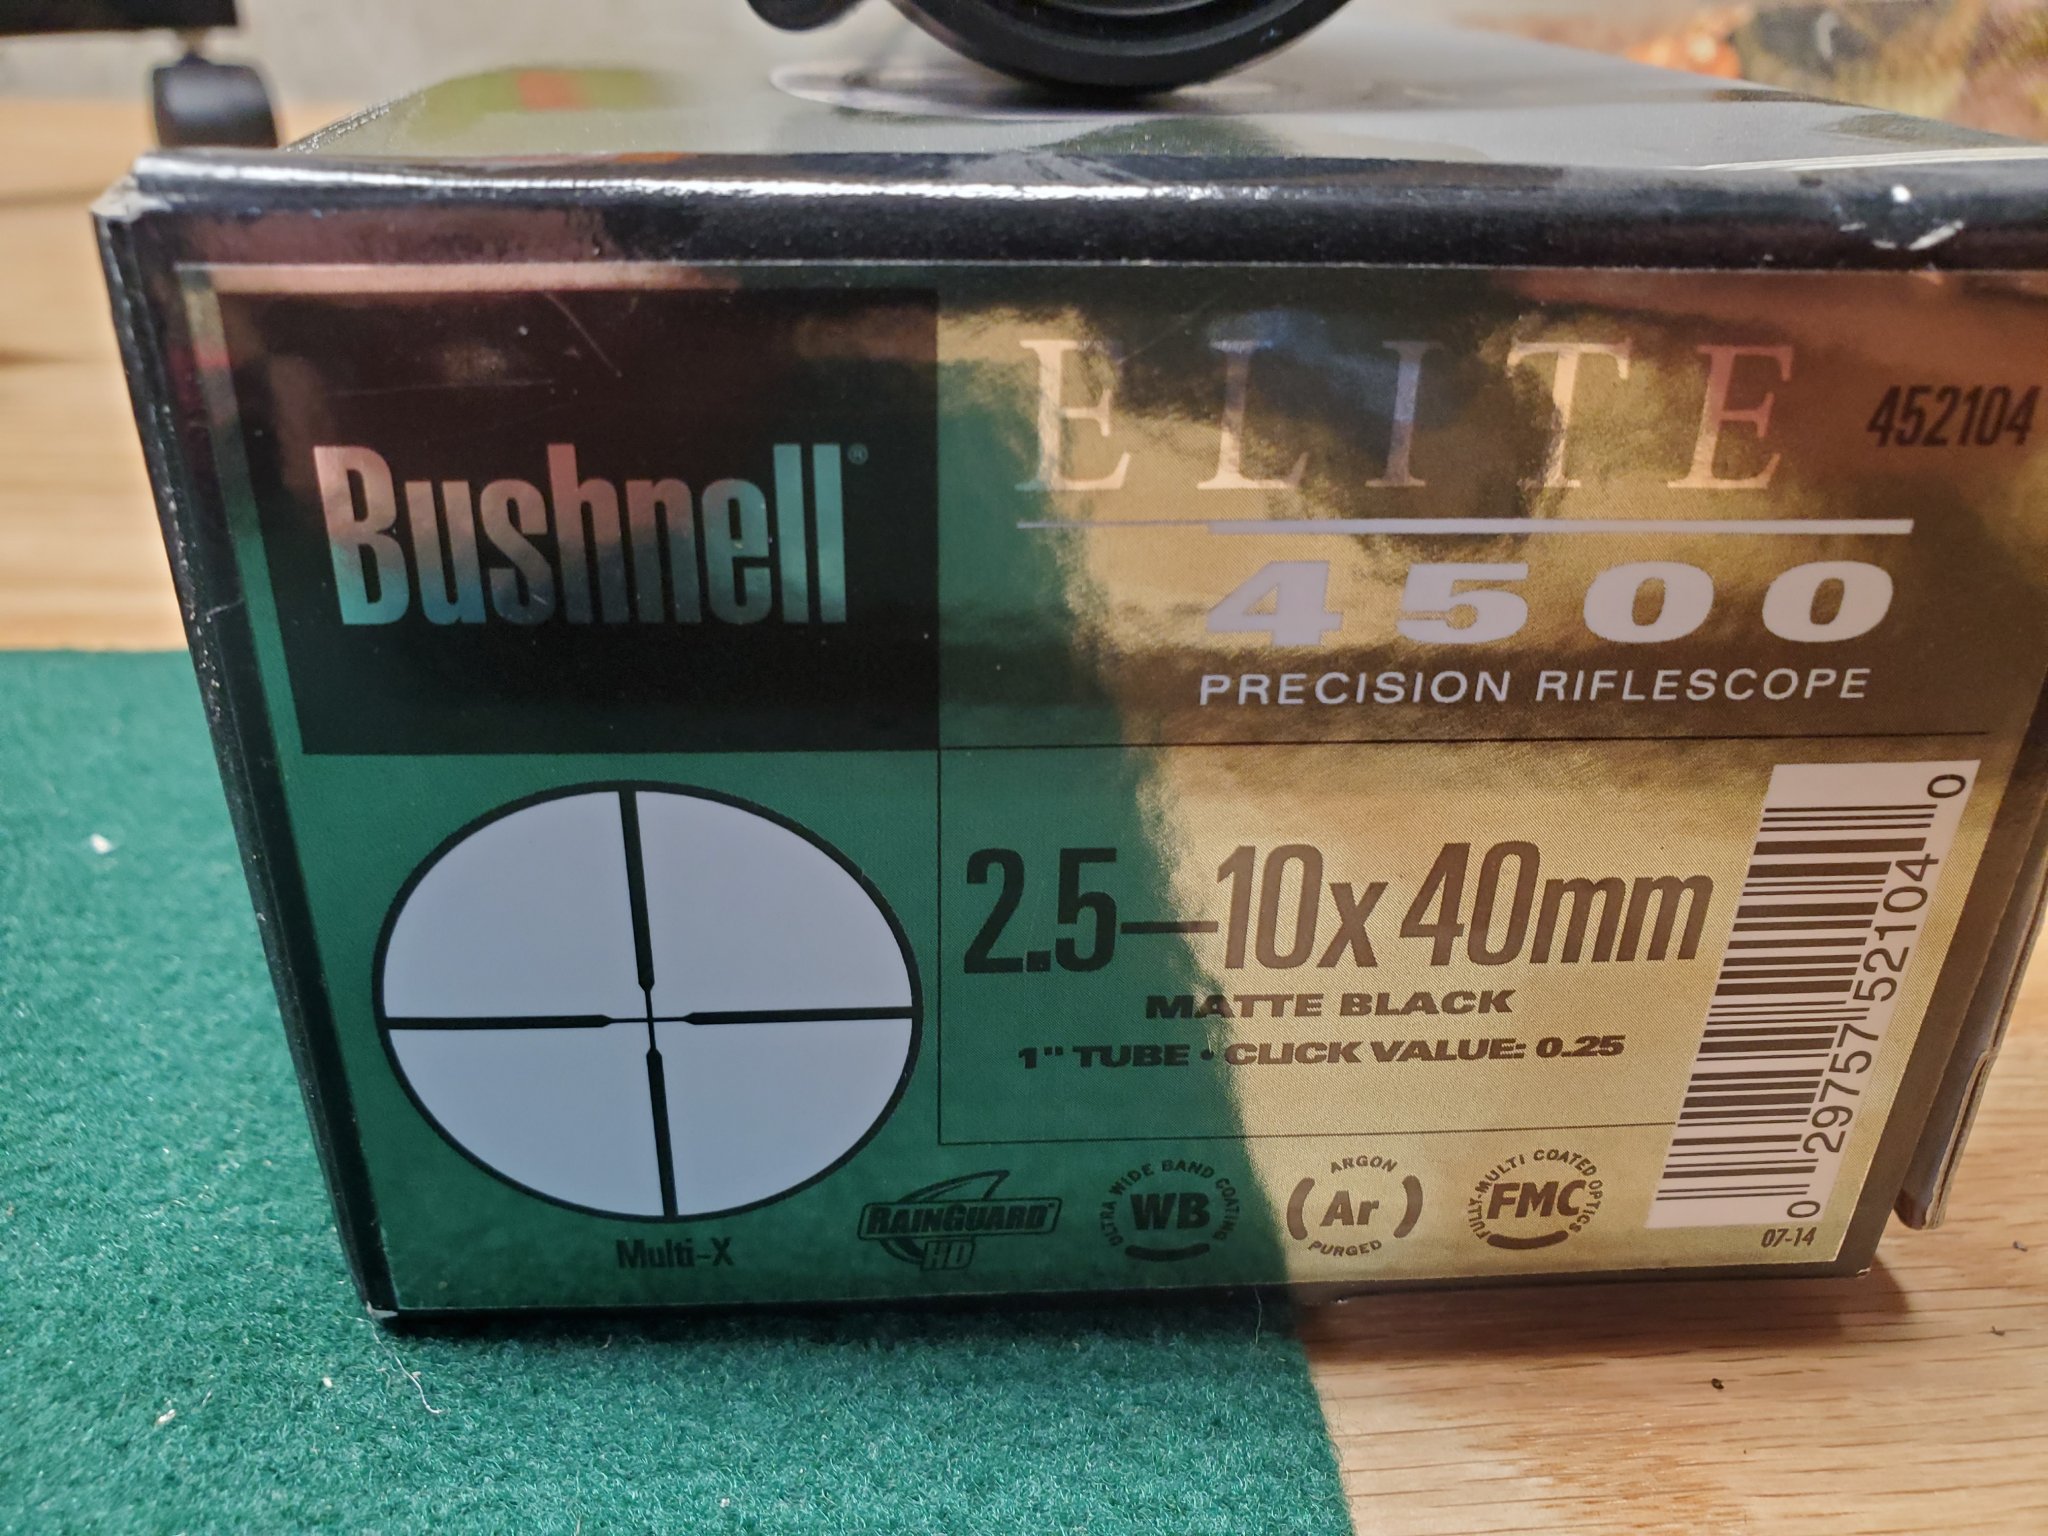 Bushnell®
ELITE
452104
4500
PRECISION RIFLESCOPE
2.5–10x 40mm
MATTE BLACK
1" TUBE • CLICK VALUE: 0.25
Multi-X
RAINGUARD
HD
ULTRA WIDE BAND COATING
WB
ARGON
(Ar)
PURGED
FULLY-MULTI COATED OPTICS
FMC
0 29757 52104 0
07-14